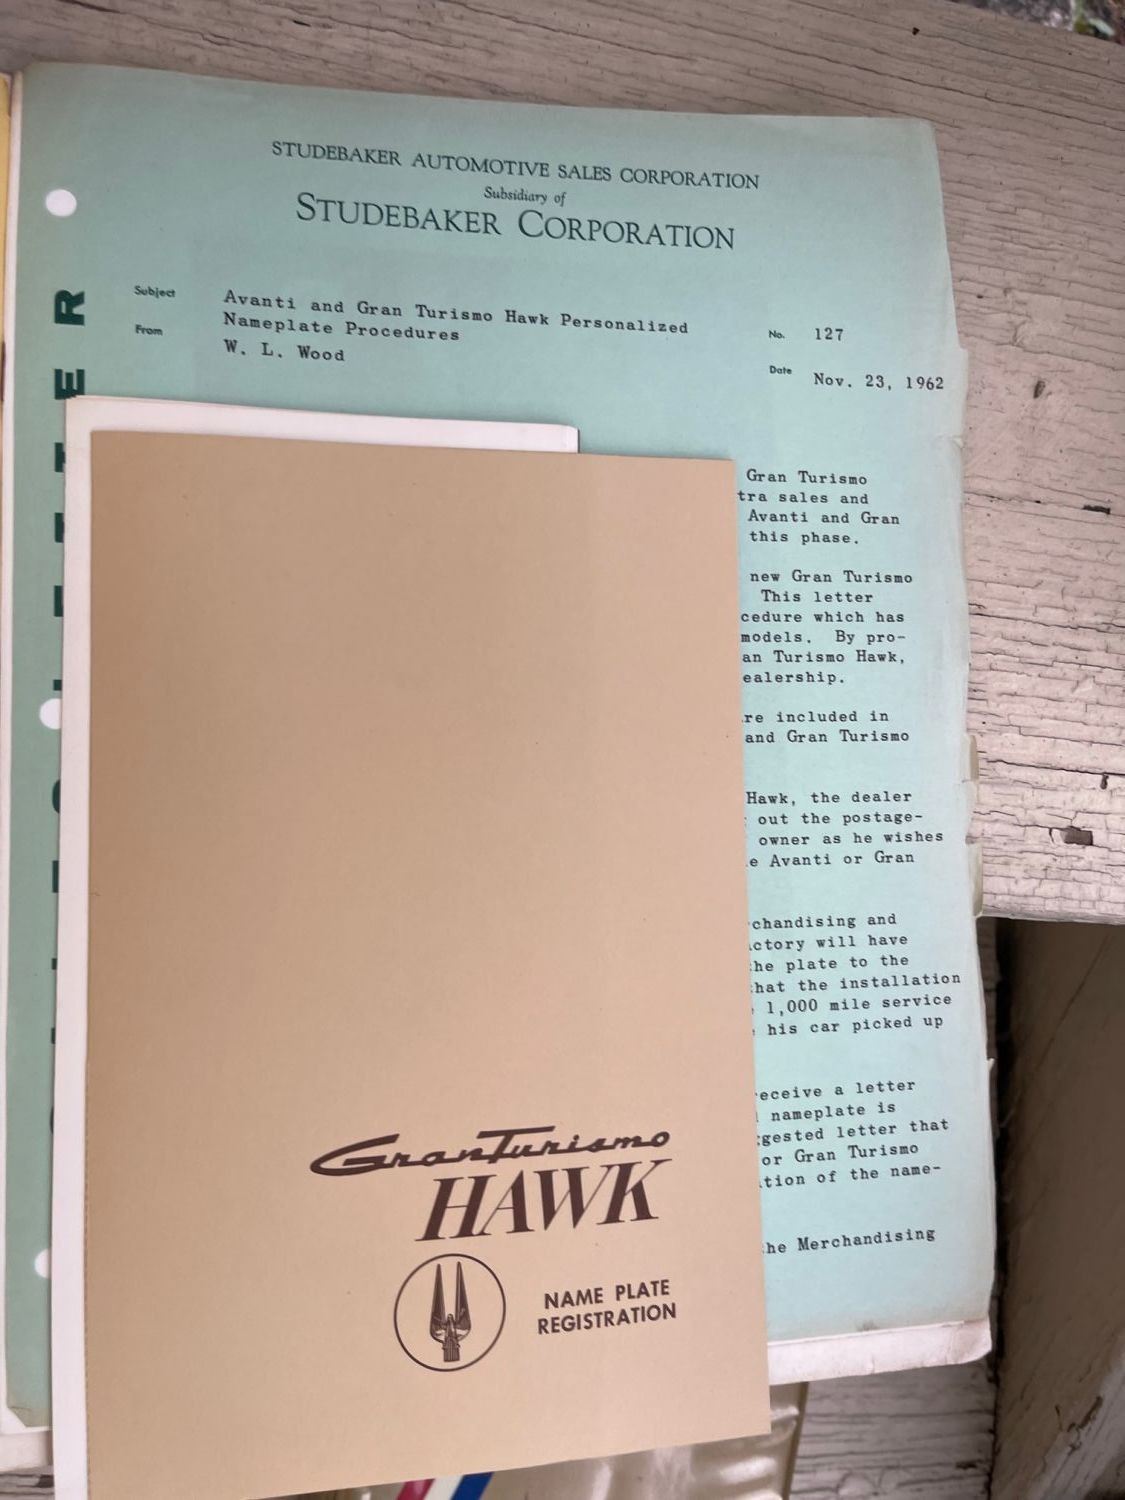 STUDEBAKER AUTOMOTIVE SALES CORPORATION
Subsidiary of
STUDEBAKER CORPORATION
Subject
Avanti and Gran Turismo Hawk Personalized
Nameplate Procedures
No. 127
From
W. L. Wood
Date Nov. 23, 1962
Gran Turismo
tra sales and
Avanti and Gran
this phase.
new Gran Turismo
This letter
cedure which has
models. By pro-
an Turismo Hawk,
ealership.
re included in
and Gran Turismo
Hawk, the dealer
out the postage-
owner as he wishes
e Avanti or Gran
chandising and
ctory will have
he plate to the
hat the installation
1,000 mile service
his car picked up
eceive a letter
nameplate is
gested letter that
or Gran Turismo
tion of the name-
he Merchandising
Gran Turismo
HAWK
NAME PLATE
REGISTRATION